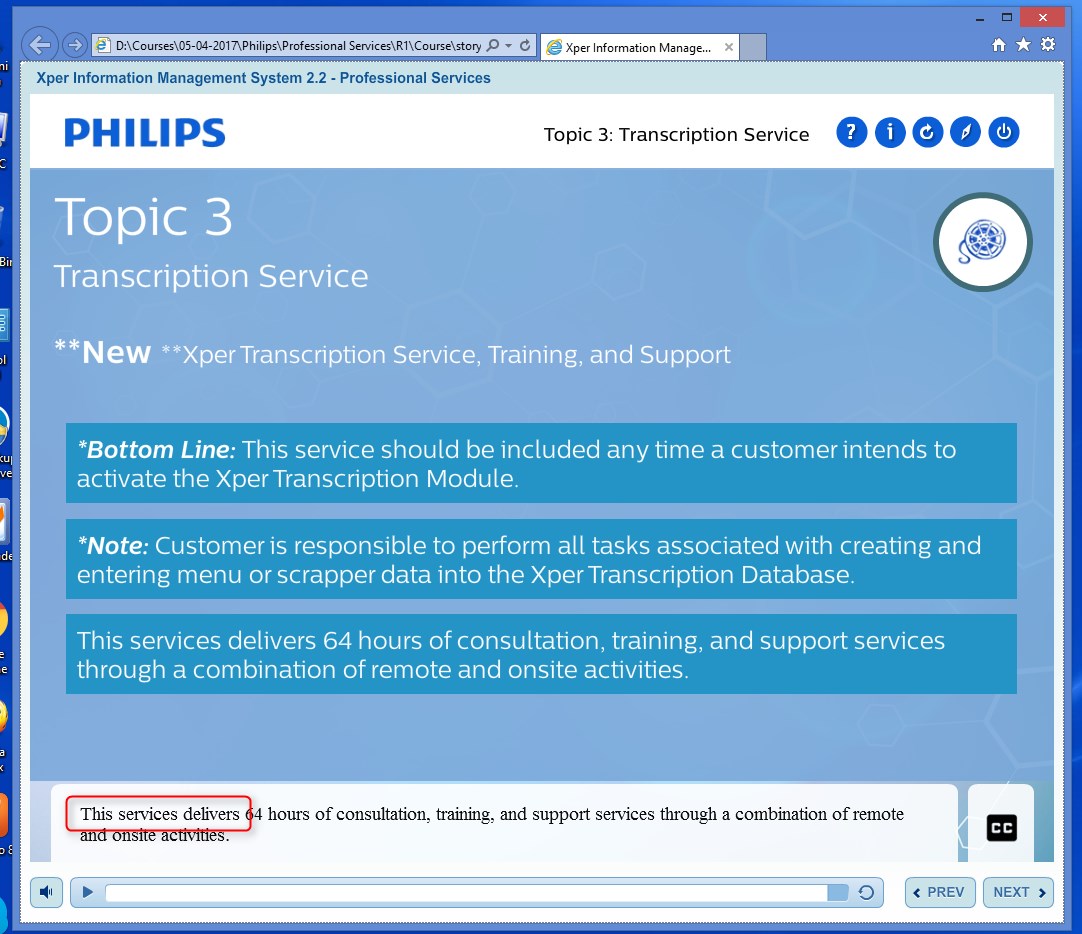 D:\Courses\05-04-2017\Philips\Professional Services\R1\Course\story
Xper Information Manage...
Xper Information Management System 2.2 - Professional Services
PHILIPS
Topic 3: Transcription Service
? i
Topic 3
Transcription Service
**New **Xper Transcription Service, Training, and Support
*Bottom Line: This service should be included any time a customer intends to
activate the Xper Transcription Module.
*Note: Customer is responsible to perform all tasks associated with creating and
entering menu or scrapper data into the Xper Transcription Database.
This services delivers 64 hours of consultation, training, and support services
through a combination of remote and onsite activities.
This services delivers 64 hours of consultation, training, and support services through a combination of remote
and onsite activities.
CC
PREV NEXT